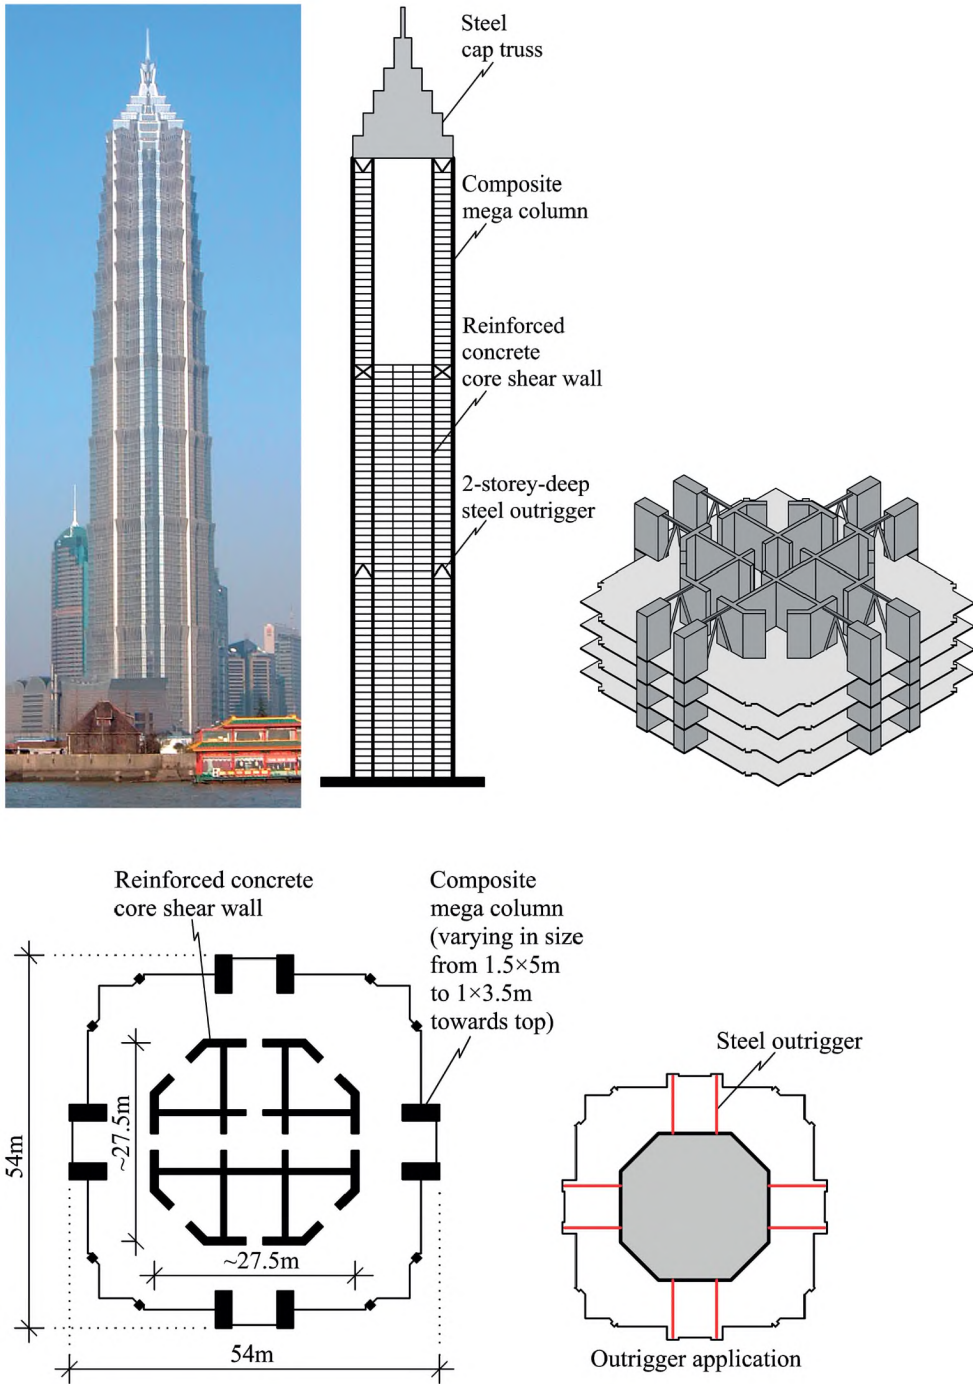 Steel
cap truss
Composite
mega column
Reinforced
concrete
core shear wall
2-storey-deep
steel outrigger
Reinforced concrete
core shear wall
Composite
mega column
(varying in size
from 1.5×5m
to 1×3.5m
towards top)
54m
~27.5m
~27.5m
54m
Steel outrigger
Outrigger application